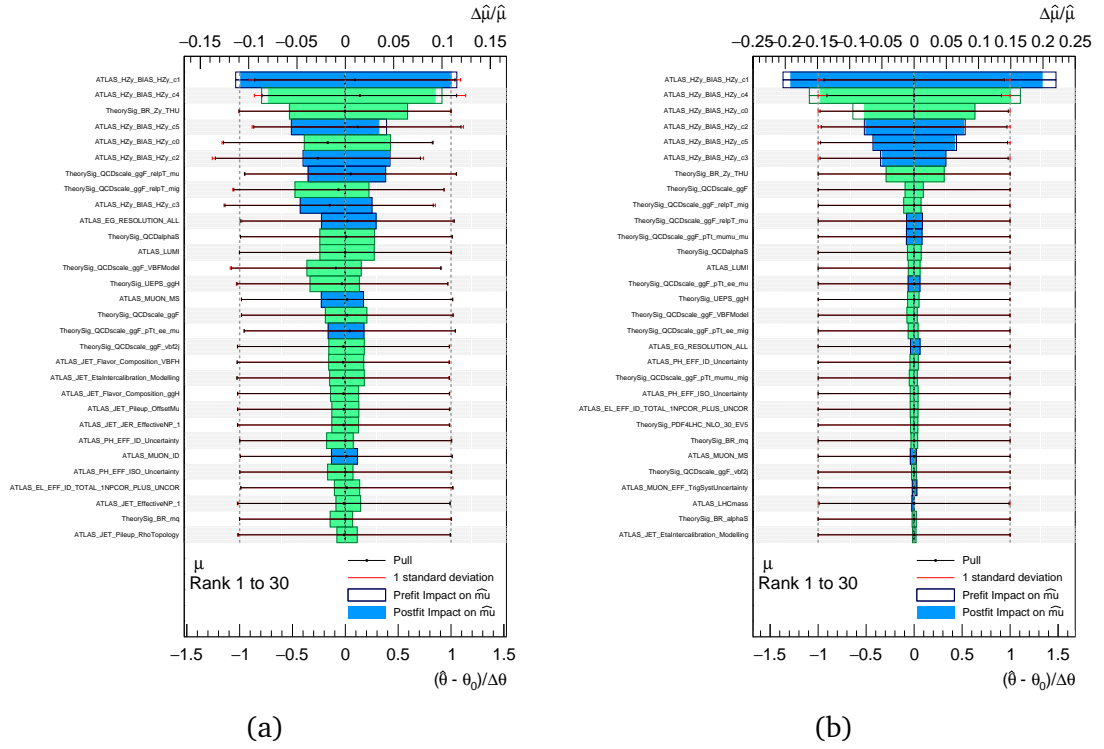 Δμ̂/μ̂
−0.15 −0.1 −0.05 0 0.05 0.1 0.15
ATLAS_HZy_BIAS_HZy_c1
ATLAS_HZy_BIAS_HZy_c4
TheorySig_BR_Zy_THU
ATLAS_HZy_BIAS_HZy_c5
ATLAS_HZy_BIAS_HZy_c0
ATLAS_HZy_BIAS_HZy_c2
TheorySig_QCDscale_ggF_relpT_mu
TheorySig_QCDscale_ggF_relpT_mig
ATLAS_HZy_BIAS_HZy_c3
ATLAS_EG_RESOLUTION_ALL
TheorySig_QCDalphaS
ATLAS_LUMI
TheorySig_QCDscale_ggF_VBFModel
TheorySig_UEPS_ggH
ATLAS_MUON_MS
TheorySig_QCDscale_ggF
TheorySig_QCDscale_ggF_pTt_ee_mu
TheorySig_QCDscale_ggF_vbf2j
ATLAS_JET_Flavor_Composition_VBFH
ATLAS_JET_EtaIntercalibration_Modelling
ATLAS_JET_Flavor_Composition_ggH
ATLAS_JET_Pileup_OffsetMu
ATLAS_JET_JER_EffectiveNP_1
ATLAS_PH_EFF_ID_Uncertainty
ATLAS_MUON_ID
ATLAS_PH_EFF_ISO_Uncertainty
ATLAS_EL_EFF_ID_TOTAL_1NPCOR_PLUS_UNCOR
ATLAS_JET_EffectiveNP_1
TheorySig_BR_mq
ATLAS_JET_Pileup_RhoTopology
μ
Rank 1 to 30
Pull
1 standard deviation
Prefit Impact on m̂u
Postfit Impact on m̂u
−1.5 −1 −0.5 0 0.5 1 1.5
(θ̂ - θ₀)/Δθ
(a)
Δμ̂/μ̂
−0.25 −0.2 −0.15 −0.1 −0.05 0 0.05 0.1 0.15 0.2 0.25
ATLAS_HZy_BIAS_HZy_c1
ATLAS_HZy_BIAS_HZy_c4
ATLAS_HZy_BIAS_HZy_c0
ATLAS_HZy_BIAS_HZy_c2
ATLAS_HZy_BIAS_HZy_c5
ATLAS_HZy_BIAS_HZy_c3
TheorySig_BR_Zy_THU
TheorySig_QCDscale_ggF
TheorySig_QCDscale_ggF_relpT_mig
TheorySig_QCDscale_ggF_relpT_mu
TheorySig_QCDscale_ggF_pTt_mumu_mu
TheorySig_QCDalphaS
ATLAS_LUMI
TheorySig_QCDscale_ggF_pTt_ee_mu
TheorySig_UEPS_ggH
TheorySig_QCDscale_ggF_VBFModel
TheorySig_QCDscale_ggF_pTt_ee_mig
ATLAS_EG_RESOLUTION_ALL
ATLAS_PH_EFF_ID_Uncertainty
TheorySig_QCDscale_ggF_pTt_mumu_mig
ATLAS_PH_EFF_ISO_Uncertainty
ATLAS_EL_EFF_ID_TOTAL_1NPCOR_PLUS_UNCOR
TheorySig_PDF4LHC_NLO_30_EV5
TheorySig_BR_mq
ATLAS_MUON_MS
TheorySig_QCDscale_ggF_vbf2j
ATLAS_MUON_EFF_TrigSystUncertainty
ATLAS_LHCmass
TheorySig_BR_alphaS
ATLAS_JET_EtaIntercalibration_Modelling
μ
Rank 1 to 30
Pull
1 standard deviation
Prefit Impact on m̂u
Postfit Impact on m̂u
−1.5 −1 −0.5 0 0.5 1 1.5
(θ̂ - θ₀)/Δθ
(b)